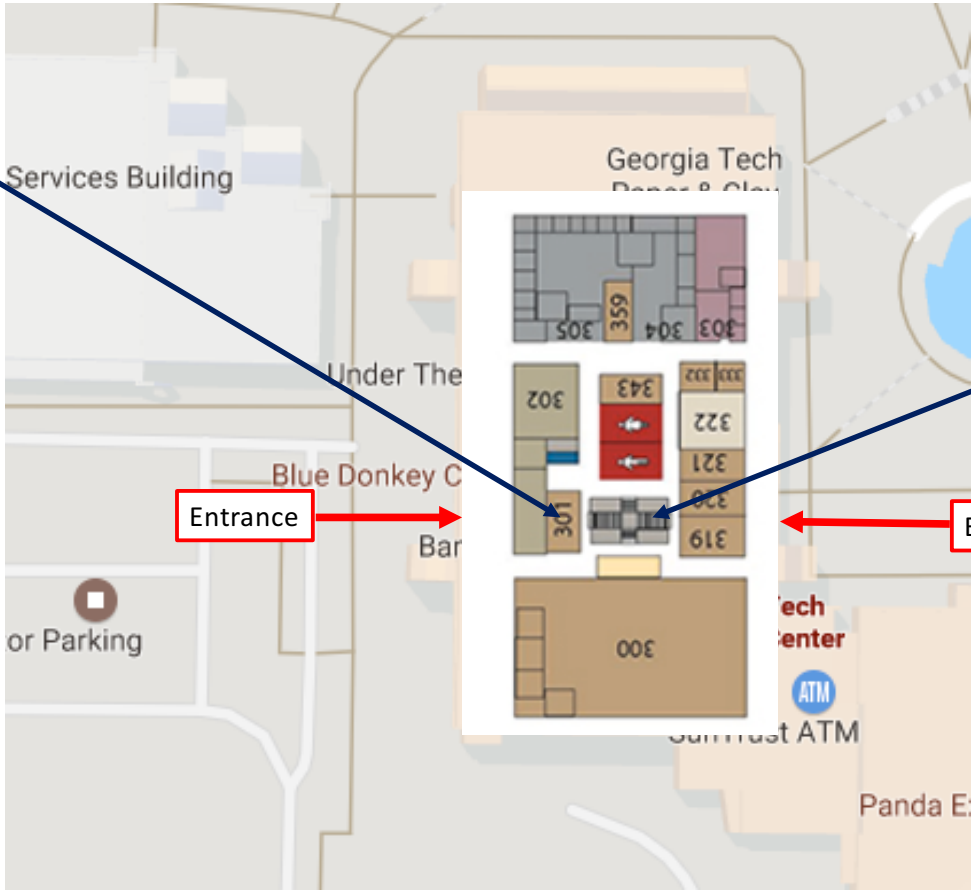 Services Building
Georgia Tech
305
359
304
303
Under The
302
343
332
333
322
Blue Donkey C
321
Entrance
301
320
319
Bar
or Parking
300
Tech
Center
ATM
SunTrust ATM
Panda Ex